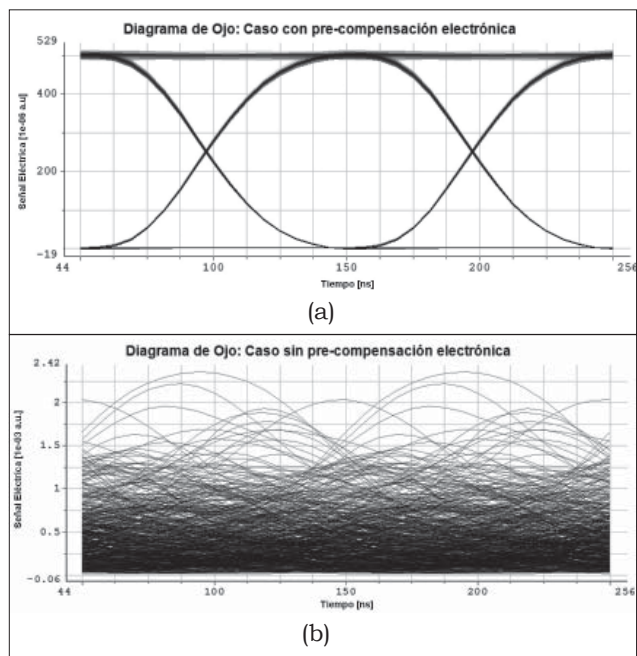 Diagrama de Ojo: Caso con pre-compensación electrónica
529
400
200
-19
Señal Eléctrica [1e-06 a.u]
44 100 150 200 256
Tiempo [ns]
(a)
Diagrama de Ojo: Caso sin pre-compensación electrónica
2.42
2
1.5
1
0.5
-0.06
Señal Eléctrica [1e-03 a.u.]
44 100 150 200 256
Tiempo [ns]
(b)